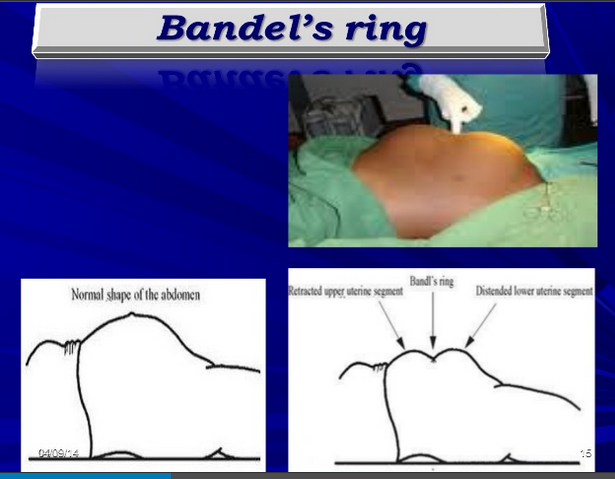 Bandel's ring
Normal shape of the abdomen
Bandl's ring
Retracted upper uterine segment
Distended lower uterine segment
04/09/14
15